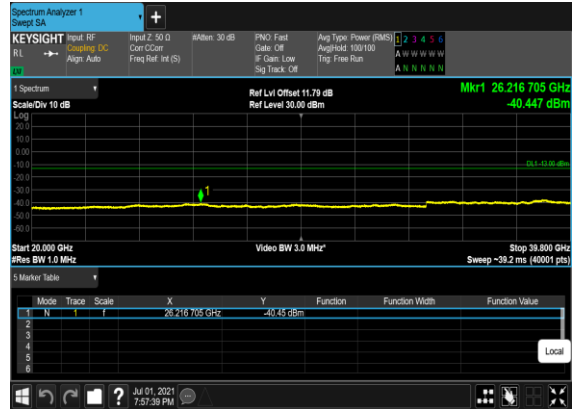 Spectrum Analyzer 1
Swept SA
+
KEYSIGHT Input: RF Input Z: 50 Ω #Atten: 30 dB PNO: Fast Avg Type: Power (RMS) 1 2 3 4 5 6
RL Coupling: DC Corr CCorr Gate: Off Avg|Hold: 100/100 A W W W W W
Align: Auto Freq Ref: Int (S) IF Gain: Low Trig: Free Run
Sig Track: Off A N N N N N
1 Spectrum Ref Lvl Offset 11.79 dB Mkr1 26.216 705 GHz
Scale/Div 10 dB Ref Level 30.00 dBm -40.447 dBm
Log
20.0
10.0
0.00
-10.0 DL1 -13.00 dBm
-20.0
-30.0 1
-40.0
-50.0
-60.0
Start 20.000 GHz Video BW 3.0 MHz* Stop 39.800 GHz
#Res BW 1.0 MHz Sweep ~39.2 ms (40001 pts)
5 Marker Table
Mode Trace Scale X Y Function Function Width Function Value
1 N 1 f 26.216 705 GHz -40.45 dBm
2
3
4
5
6
Local
? Jul 01, 2021
7:57:39 PM